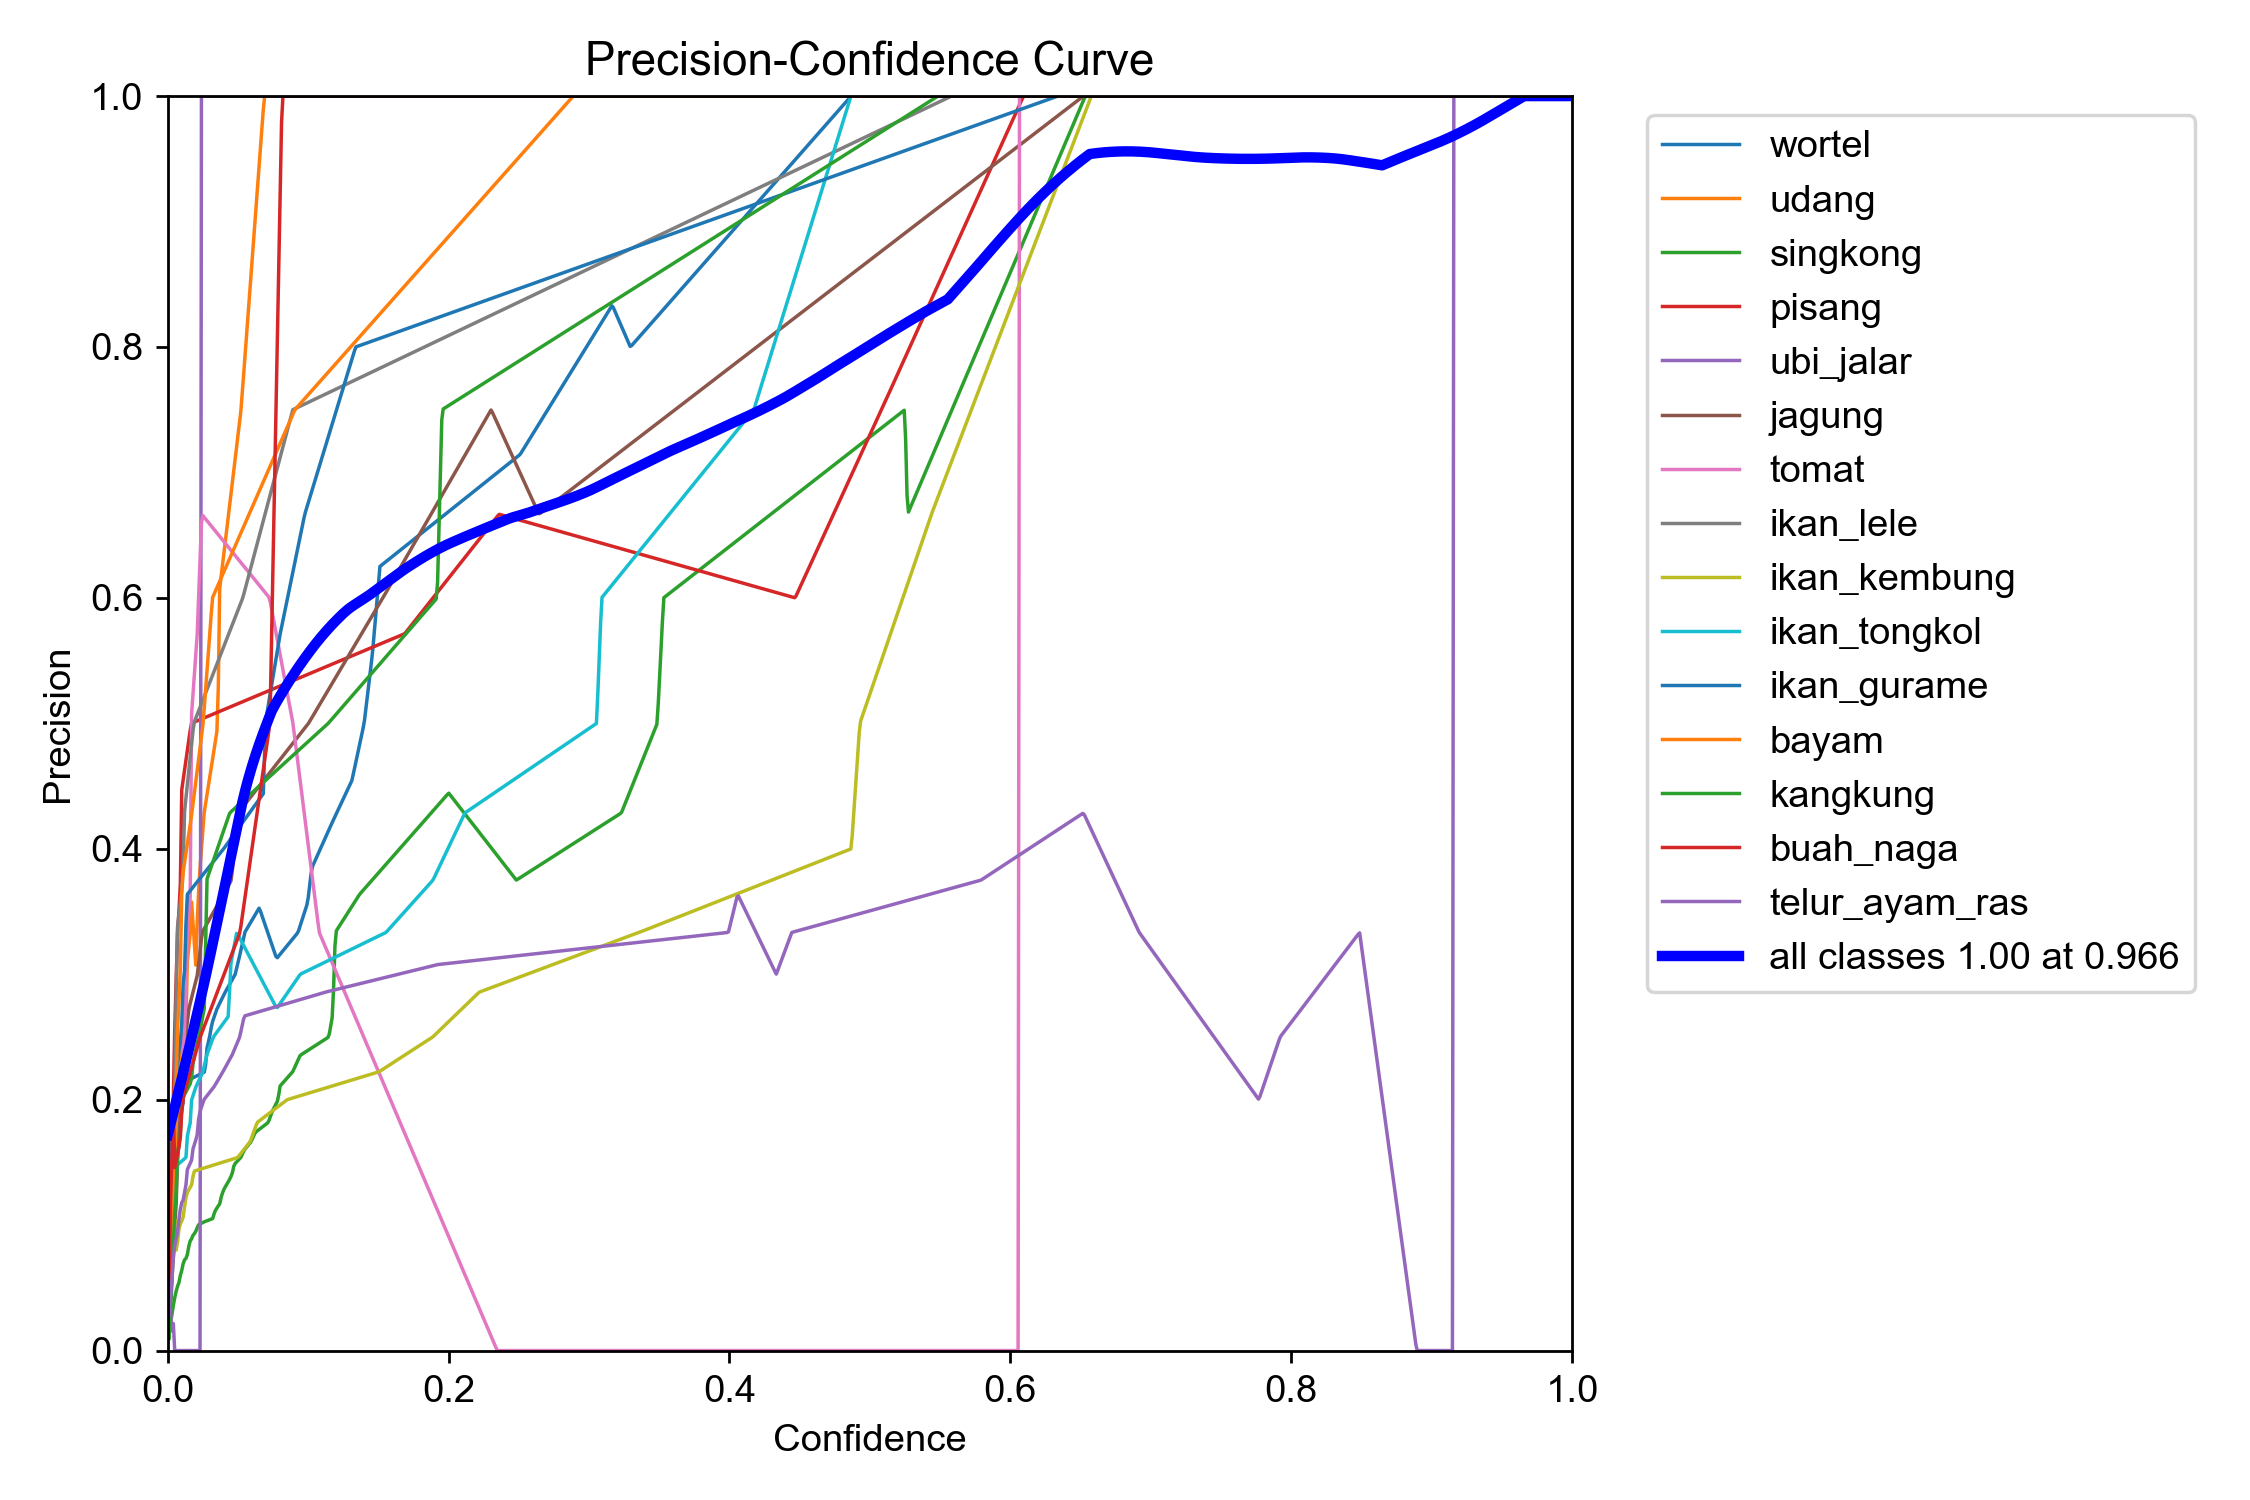 Precision-Confidence Curve
1.0
0.8
0.6
0.4
0.2
0.0
Precision
0.0 0.2 0.4 0.6 0.8 1.0
Confidence
wortel
udang
singkong
pisang
ubi_jalar
jagung
tomat
ikan_lele
ikan_kembung
ikan_tongkol
ikan_gurame
bayam
kangkung
buah_naga
telur_ayam_ras
all classes 1.00 at 0.966